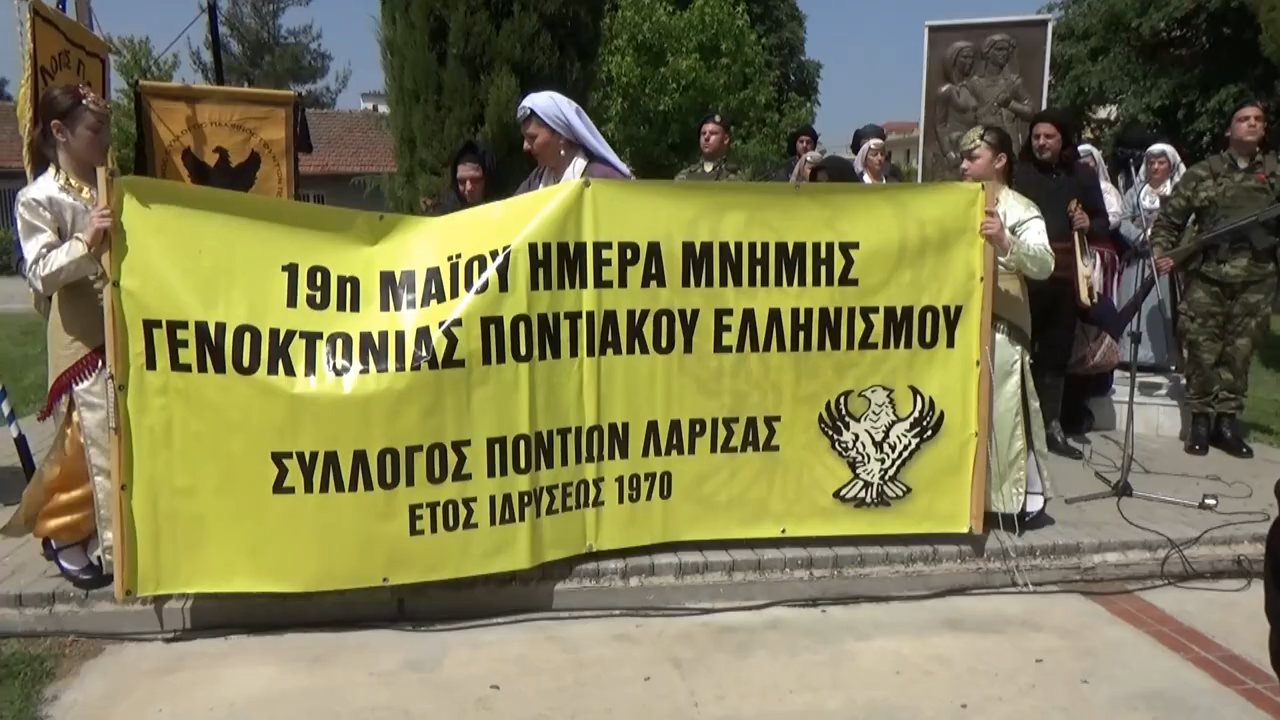 19η ΜΑΪΟΥ ΗΜΕΡΑ ΜΝΗΜΗΣ
ΓΕΝΟΚΤΟΝΙΑΣ ΠΟΝΤΙΑΚΟΥ ΕΛΛΗΝΙΣΜΟΥ
ΣΥΛΛΟΓΟΣ ΠΟΝΤΙΩΝ ΛΑΡΙΣΑΣ
ΕΤΟΣ ΙΔΡΥΣΕΩΣ 1970